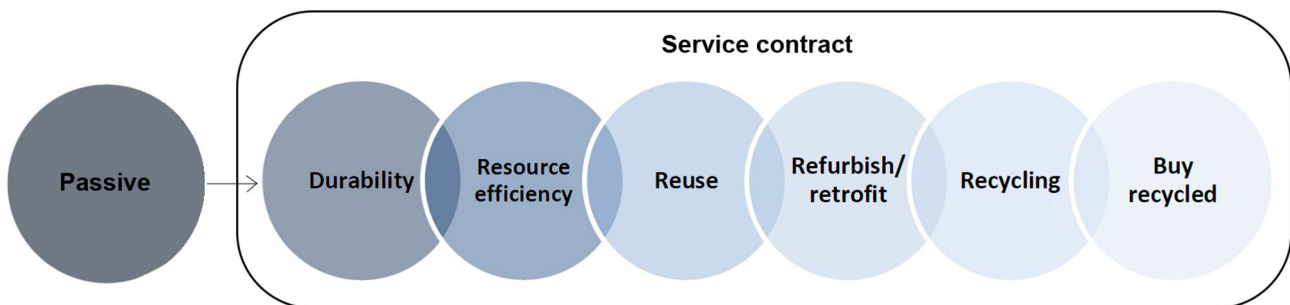 Service contract
Passive
Durability
Resource
efficiency
Reuse
Refurbish/
retrofit
Recycling
Buy
recycled